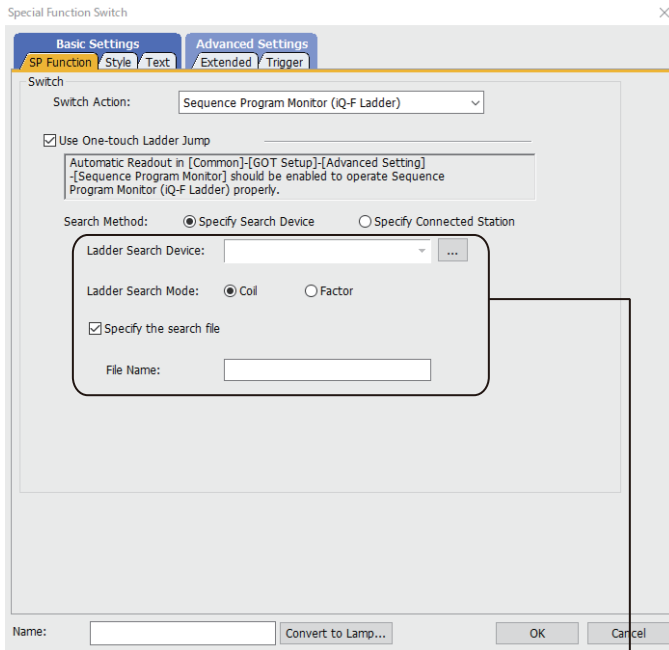 Special Function Switch
Basic Settings
Advanced Settings
SP Function
Style
Text
Extended
Trigger
Switch
Switch Action:
Sequence Program Monitor (iQ-F Ladder)
Use One-touch Ladder Jump
Automatic Readout in [Common]-[GOT Setup]-[Advanced Setting]
-[Sequence Program Monitor] should be enabled to operate Sequence
Program Monitor (iQ-F Ladder) properly.
Search Method:
Specify Search Device
Specify Connected Station
Ladder Search Device:
...
Ladder Search Mode:
Coil
Factor
Specify the search file
File Name:
Name:
Convert to Lamp...
OK
Cancel